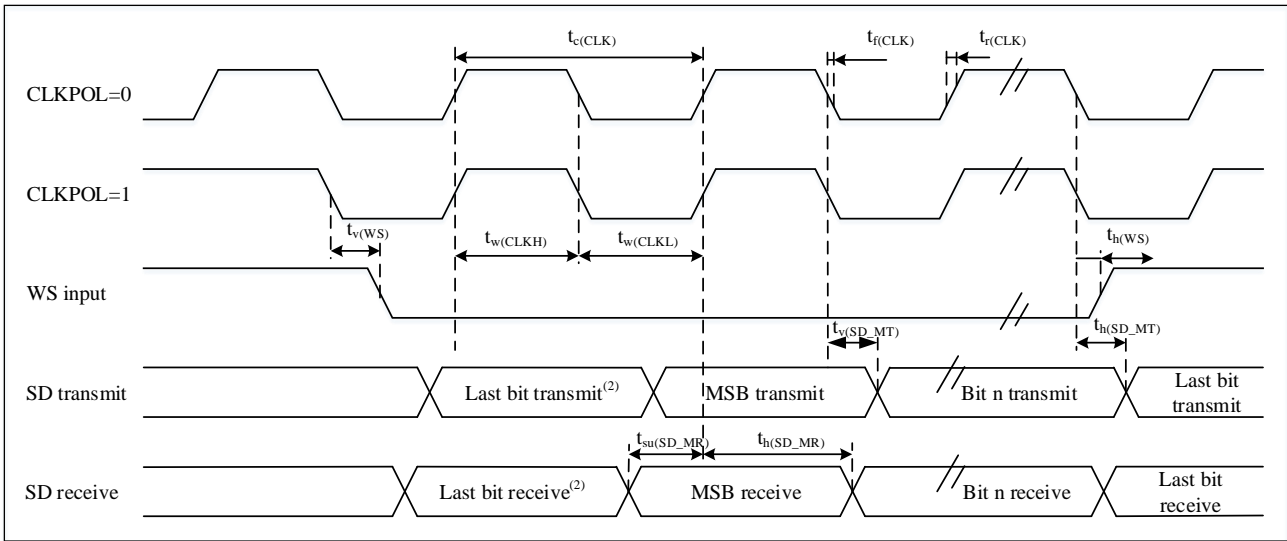 t_c(CLK)
t_f(CLK)
t_r(CLK)
CLKPOL=0
CLKPOL=1
t_v(WS)
t_w(CLKH)
t_w(CLKL)
t_h(WS)
WS input
t_v(SD_MT)
t_h(SD_MT)
SD transmit
Last bit transmit(2)
MSB transmit
Bit n transmit
Last bit
transmit
t_su(SD_MR)
t_h(SD_MR)
SD receive
Last bit receive(2)
MSB receive
Bit n receive
Last bit
receive